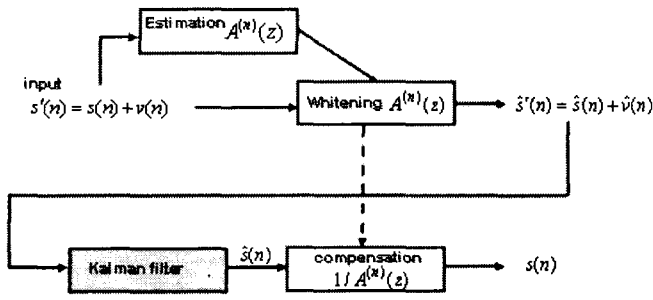 Estimation A^(n)(z)
input
s'(n) = s(n) + v(n)
Whitening A^(n)(z)
ŝ'(n) = ŝ(n) + v̂(n)
Kalman filter
ŝ(n)
compensation
1/A^(n)(z)
s(n)